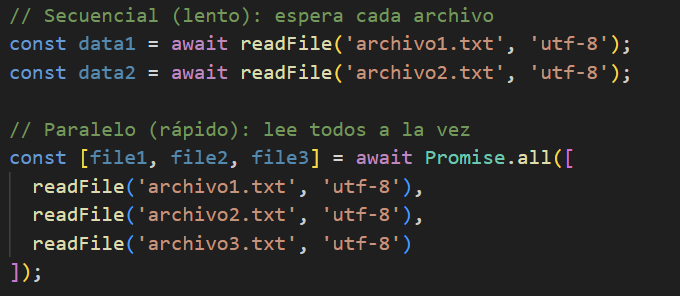 // Secuencial (lento): espera cada archivo
const data1 = await readFile('archivo1.txt', 'utf-8');
const data2 = await readFile('archivo2.txt', 'utf-8');

// Paralelo (rápido): lee todos a la vez
const [file1, file2, file3] = await Promise.all([
  readFile('archivo1.txt', 'utf-8'),
  readFile('archivo2.txt', 'utf-8'),
  readFile('archivo3.txt', 'utf-8')
]);